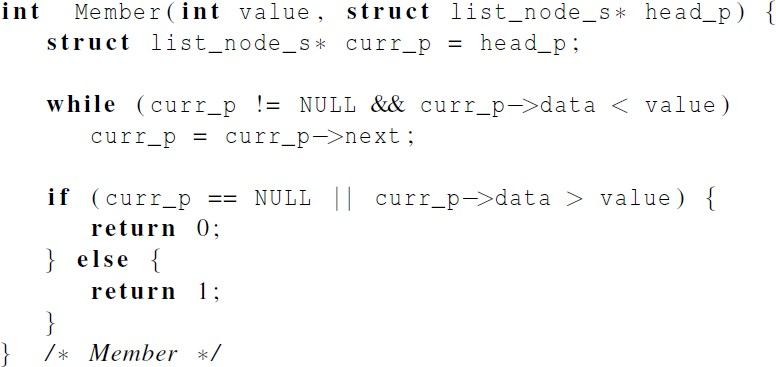 int Member(int value, struct list_node_s* head_p) {
struct list_node_s* curr_p = head_p;
while (curr_p != NULL && curr_p->data < value)
curr_p = curr_p->next;
if (curr_p == NULL || curr_p->data > value) {
return 0;
} else {
return 1;
}
} /* Member */